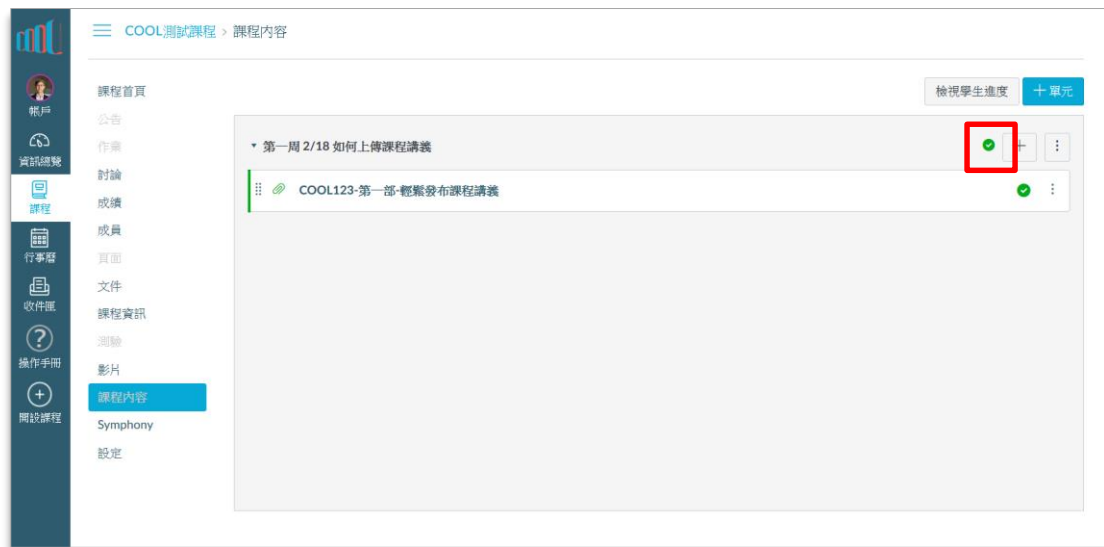 COOL
COOL測試課程 › 課程內容
帳戶
資訊總覽
課程
行事曆
收件匣
操作手冊
開設課程
課程首頁
公告
作業
討論
成績
成員
頁面
文件
課程資訊
測驗
影片
課程內容
Symphony
設定
檢視學生進度
+ 單元
第一周 2/18 如何上傳課程講義
COOL123-第一部-輕鬆發布課程講義